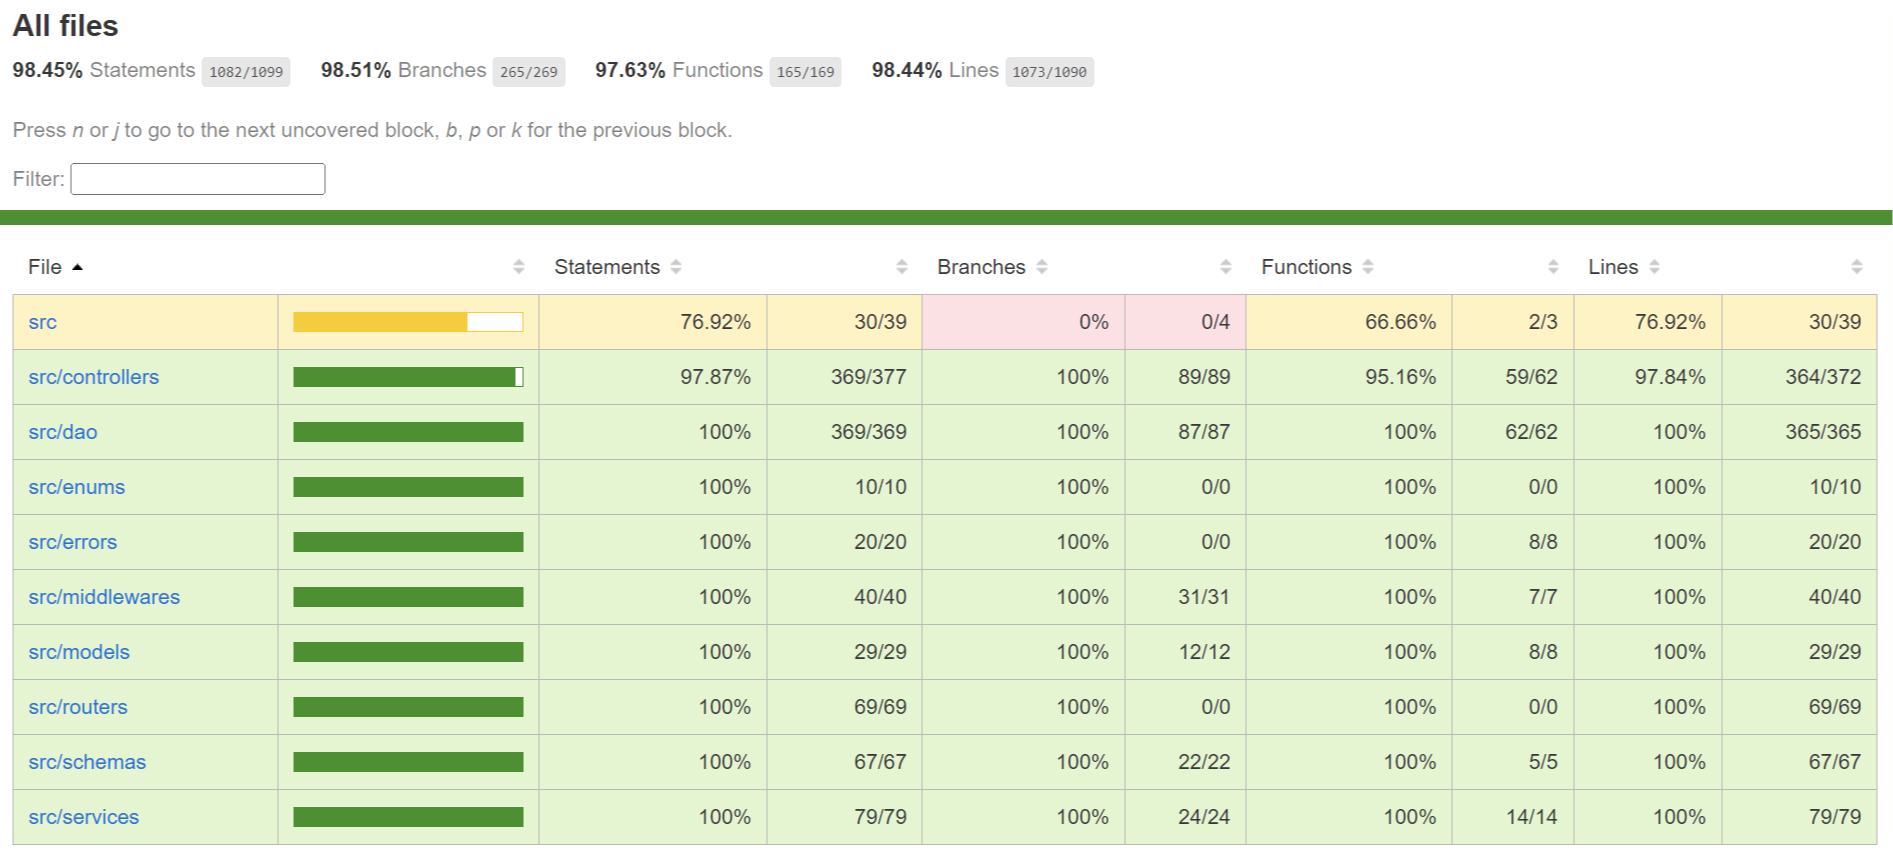 All files
98.45% Statements 1082/1099 98.51% Branches 265/269 97.63% Functions 165/169 98.44% Lines 1073/1090
Press n or j to go to the next uncovered block, b, p or k for the previous block.
Filter:
File Statements Branches Functions Lines
src 76.92% 30/39 0% 0/4 66.66% 2/3 76.92% 30/39
src/controllers 97.87% 369/377 100% 89/89 95.16% 59/62 97.84% 364/372
src/dao 100% 369/369 100% 87/87 100% 62/62 100% 365/365
src/enums 100% 10/10 100% 0/0 100% 0/0 100% 10/10
src/errors 100% 20/20 100% 0/0 100% 8/8 100% 20/20
src/middlewares 100% 40/40 100% 31/31 100% 7/7 100% 40/40
src/models 100% 29/29 100% 12/12 100% 8/8 100% 29/29
src/routers 100% 69/69 100% 0/0 100% 0/0 100% 69/69
src/schemas 100% 67/67 100% 22/22 100% 5/5 100% 67/67
src/services 100% 79/79 100% 24/24 100% 14/14 100% 79/79